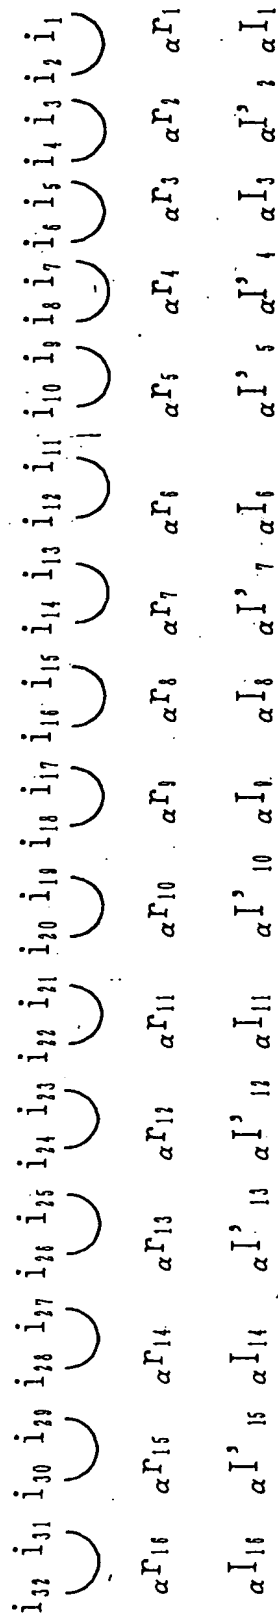 i₃₂ i₃₁ i₃₀ i₂₉ i₂₈ i₂₇ i₂₆ i₂₅ i₂₄ i₂₃ i₂₂ i₂₁ i₂₀ i₁₉ i₁₈ i₁₇ i₁₆ i₁₅ i₁₄ i₁₃ i₁₂ i₁₁ i₁₀ i₉ i₈ i₇ i₆ i₅ i₄ i₃ i₂ i₁
αr₁₆ αr₁₅ αr₁₄ αr₁₃ αr₁₂ αr₁₁ αr₁₀ αr₉ αr₈ αr₇ αr₆ αr₅ αr₄ αr₃ αr₂ αr₁
αI₁₆ αI'₁₅ αI₁₄ αI'₁₃ αI'₁₂ αI₁₁ αI'₁₀ αI₉ αI₈ αI'₇ αI₆ αI'₅ αI'₄ αI₃ αI'₂ αI₁